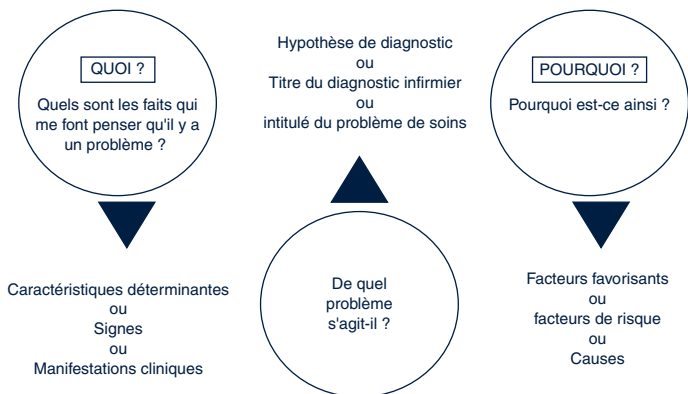 QUOI ?
Quels sont les faits qui
me font penser qu'il y a
un problème ?
Caractéristiques déterminantes
ou
Signes
ou
Manifestations cliniques
Hypothèse de diagnostic
ou
Titre du diagnostic infirmier
ou
intitulé du problème de soins
De quel
problème
s'agit-il ?
POURQUOI ?
Pourquoi est-ce ainsi ?
Facteurs favorisants
ou
facteurs de risque
ou
Causes